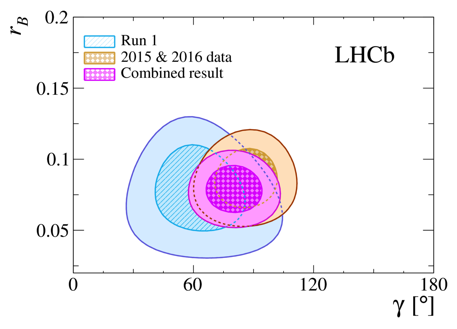 r_B
0.2
Run 1
2015 & 2016 data
Combined result
LHCb
0.15
0.1
0.05
0 60 120 180
γ [°]